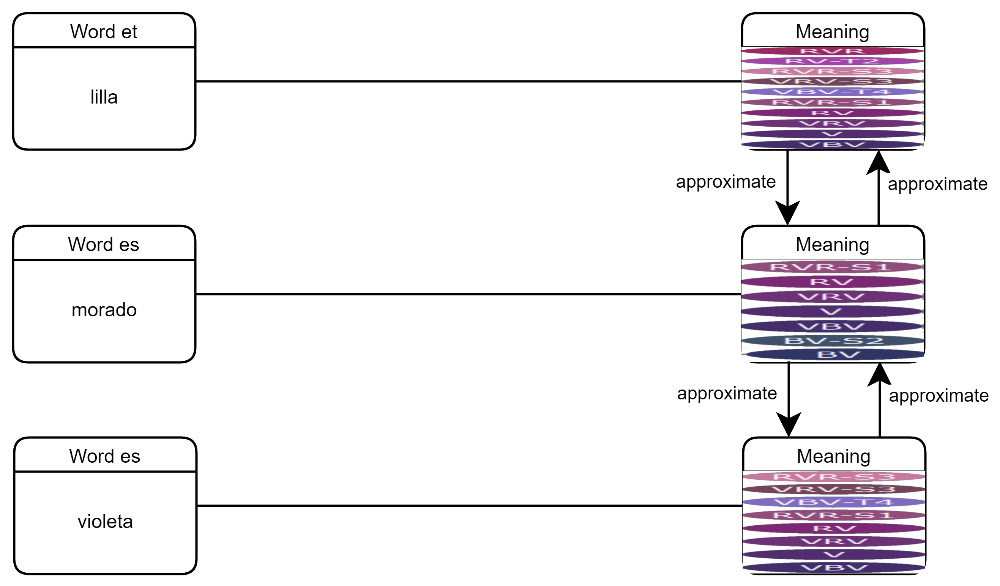 Word et
lilla
Meaning
RVR
RV-T2
RVR-S3
VRV-S3
VBV-T4
RVR-S1
RV
VRV
V
VBV
approximate
approximate
Word es
morado
Meaning
RVR-S1
RV
VRV
V
VBV
BV-S2
BV
approximate
approximate
Word es
violeta
Meaning
RVR-S3
VRV-S3
VBV-T4
RVR-S1
RV
VRV
V
VBV